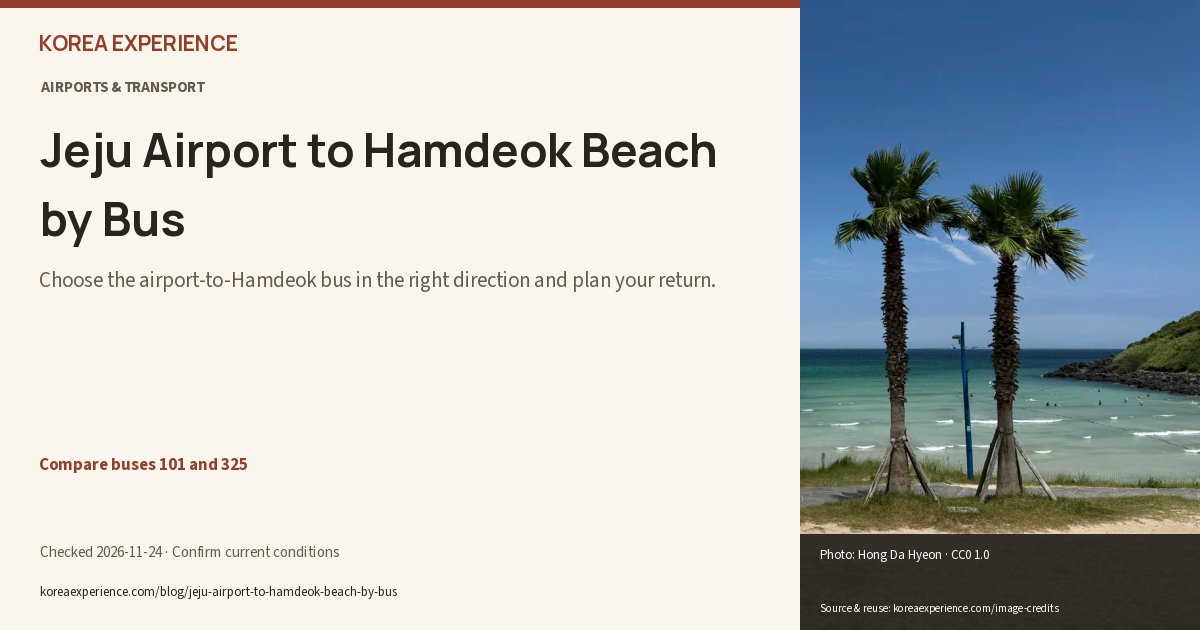 KOREA EXPERIENCE
AIRPORTS & TRANSPORT
Jeju Airport to Hamdeok Beach
by Bus
Choose the airport-to-Hamdeok bus in the right direction and plan your return.
Compare buses 101 and 325
Checked 2026-11-24 · Confirm current conditions
koreaexperience.com/blog/jeju-airport-to-hamdeok-beach-by-bus
Photo: Hong Da Hyeon · CC0 1.0
Source & reuse: koreaexperience.com/image-credits